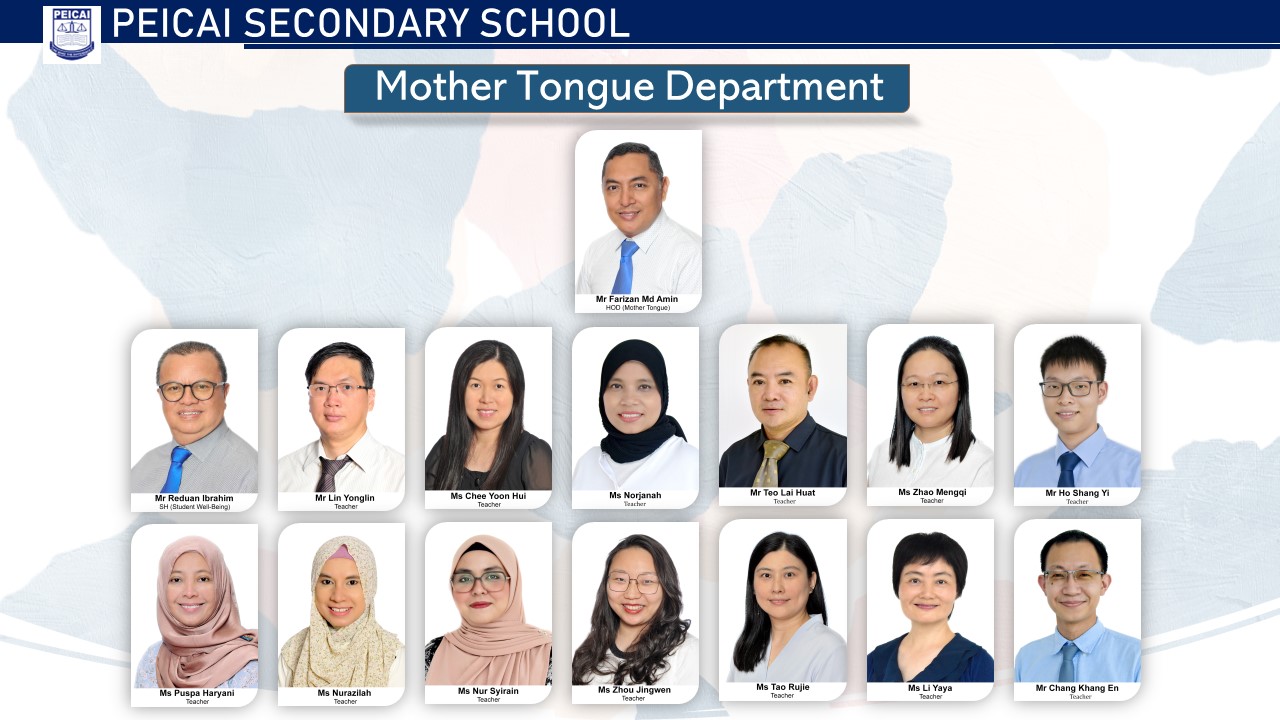 PEICAI
PEICAI SECONDARY SCHOOL
Mother Tongue Department
Mr Farizan Md Amin
HOD (Mother Tongue)
Mr Reduan Ibrahim
SH (Student Well-Being)
Mr Lin Yonglin
Teacher
Ms Chee Yoon Hui
Teacher
Ms Norjanah
Teacher
Mr Teo Lai Huat
Teacher
Ms Zhao Mengqi
Teacher
Mr Ho Shang Yi
Teacher
Ms Puspa Haryani
Teacher
Ms Nurazilah
Teacher
Ms Nur Syirain
Teacher
Ms Zhou Jingwen
Teacher
Ms Tao Rujie
Teacher
Ms Li Yaya
Teacher
Mr Chang Khang En
Teacher